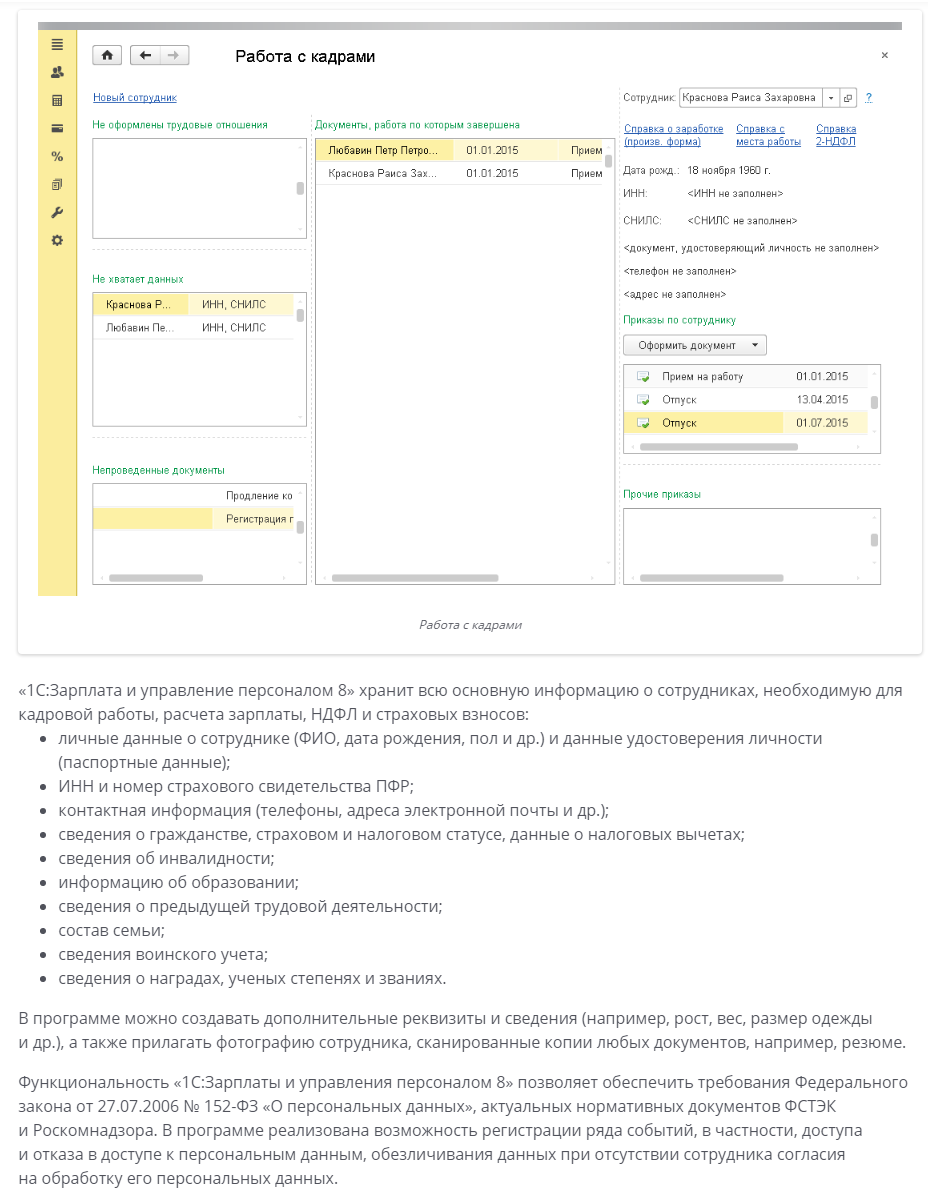 Работа с кадрами
×
Новый сотрудник
Не оформлены трудовые отношения
Не хватает данных
Краснова Р... ИНН, СНИЛС
Любавин Пе... ИНН, СНИЛС
Непроведенные документы
Продление ко
Регистрация г
Документы, работа по которым завершена
Любавин Петр Петро... 01.01.2015 Прием
Краснова Раиса Зах... 01.01.2015 Прием
Сотрудник: Краснова Раиса Захаровна ?
Справка о заработке (произв. форма)
Справка с места работы
Справка 2-НДФЛ
Дата рожд.: 18 ноября 1960 г.
ИНН: <ИНН не заполнен>
СНИЛС: <СНИЛС не заполнен>
<документ, удостоверяющий личность не заполнен>
<телефон не заполнен>
<адрес не заполнен>
Приказы по сотруднику
Оформить документ
Прием на работу 01.01.2015
Отпуск 13.04.2015
Отпуск 01.07.2015
Прочие приказы
Работа с кадрами
«1С:Зарплата и управление персоналом 8» хранит всю основную информацию о сотрудниках, необходимую для
кадровой работы, расчета зарплаты, НДФЛ и страховых взносов:
• личные данные о сотруднике (ФИО, дата рождения, пол и др.) и данные удостоверения личности
(паспортные данные);
• ИНН и номер страхового свидетельства ПФР;
• контактная информация (телефоны, адреса электронной почты и др.);
• сведения о гражданстве, страховом и налоговом статусе, данные о налоговых вычетах;
• сведения об инвалидности;
• информацию об образовании;
• сведения о предыдущей трудовой деятельности;
• состав семьи;
• сведения воинского учета;
• сведения о наградах, ученых степенях и званиях.
В программе можно создавать дополнительные реквизиты и сведения (например, рост, вес, размер одежды
и др.), а также прилагать фотографию сотрудника, сканированные копии любых документов, например, резюме.
Функциональность «1С:Зарплаты и управления персоналом 8» позволяет обеспечить требования Федерального
закона от 27.07.2006 № 152-ФЗ «О персональных данных», актуальных нормативных документов ФСТЭК
и Роскомнадзора. В программе реализована возможность регистрации ряда событий, в частности, доступа
и отказа в доступе к персональным данным, обезличивания данных при отсутствии сотрудника согласия
на обработку его персональных данных.